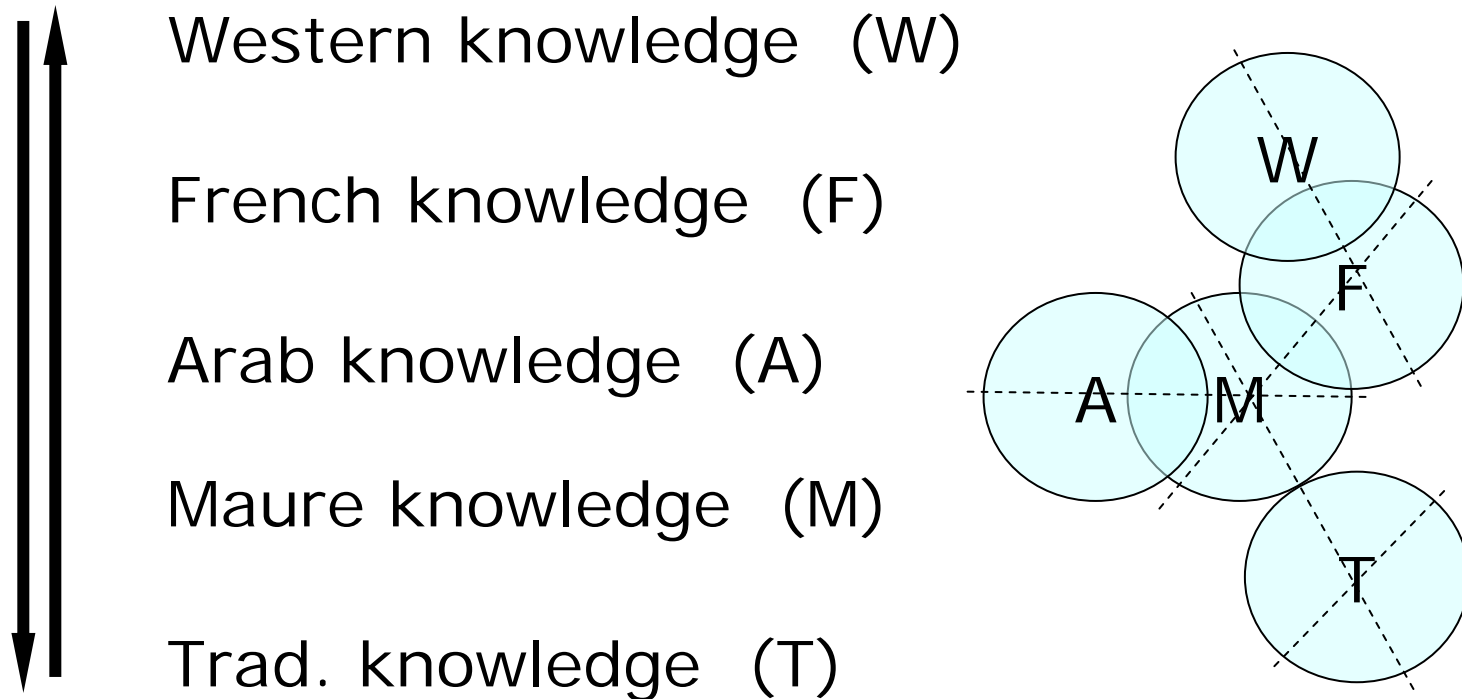 Western knowledge (W)
French knowledge (F)
Arab knowledge (A)
Maure knowledge (M)
Trad. knowledge (T)
W
F
A M
T